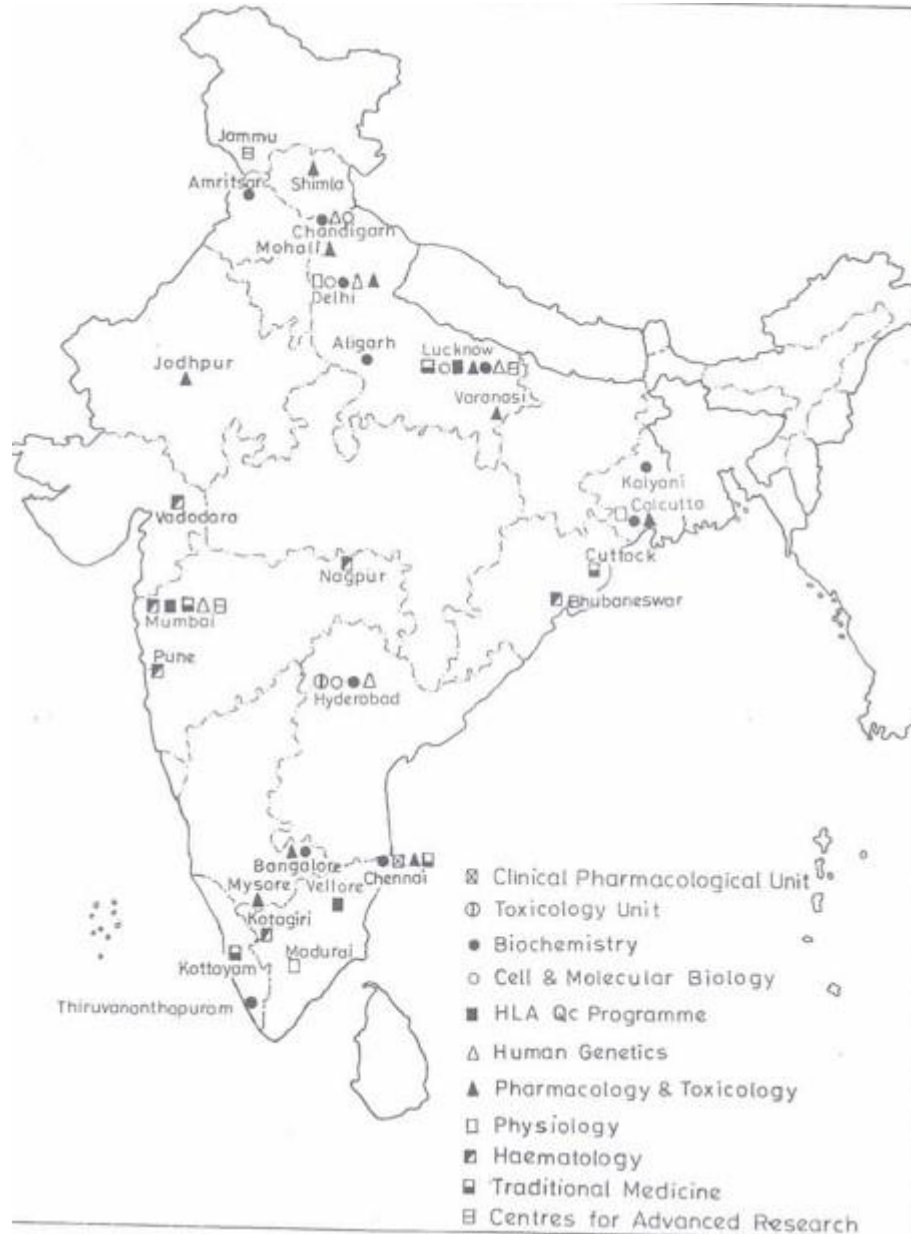 Jammu
Amritsar
Shimla
Chandigarh
Mohali
Delhi
Aligarh
Lucknow
Jodhpur
Varanasi
Kalyani
Vadodara
Calcutta
Cuttack
Nagpur
Bhubaneswar
Mumbai
Pune
Hyderabad
Bangalore
Chennai
Mysore
Vellore
Kotagiri
Madurai
Kottayam
Thiruvananthapuram
Clinical Pharmacological Unit
Toxicology Unit
Biochemistry
Cell & Molecular Biology
HLA Qc Programme
Human Genetics
Pharmacology & Toxicology
Physiology
Haematology
Traditional Medicine
Centres for Advanced Research